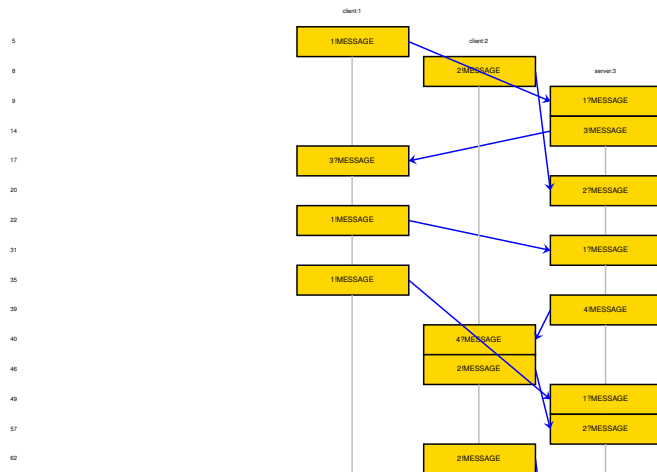 client:1
5 1!MESSAGE client:2
8 2!MESSAGE server:3
9 1?MESSAGE
14 3!MESSAGE
17 3?MESSAGE
20 2?MESSAGE
22 1!MESSAGE
31 1?MESSAGE
35 1!MESSAGE
39 4!MESSAGE
40 4?MESSAGE
46 2!MESSAGE
49 1?MESSAGE
57 2?MESSAGE
62 2!MESSAGE